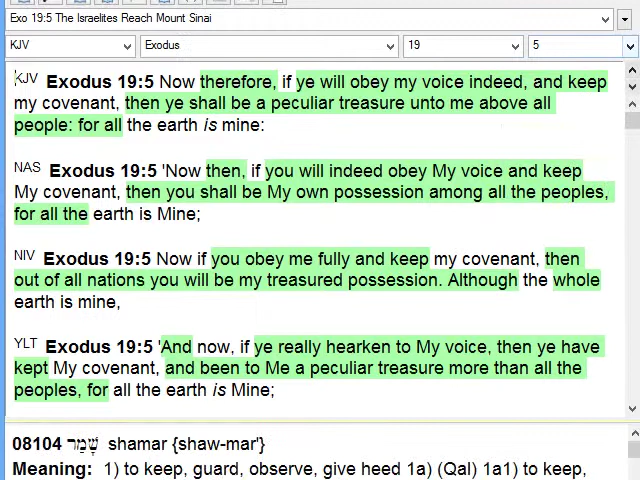 Exo 19:5 The Israelites Reach Mount Sinai
KJV Exodus 19 5
KJV Exodus 19:5 Now therefore, if ye will obey my voice indeed, and keep
my covenant, then ye shall be a peculiar treasure unto me above all
people: for all the earth is mine:
NAS Exodus 19:5 'Now then, if you will indeed obey My voice and keep
My covenant, then you shall be My own possession among all the peoples,
for all the earth is Mine;
NIV Exodus 19:5 Now if you obey me fully and keep my covenant, then
out of all nations you will be my treasured possession. Although the whole
earth is mine,
YLT Exodus 19:5 'And now, if ye really hearken to My voice, then ye have
kept My covenant, and been to Me a peculiar treasure more than all the
peoples, for all the earth is Mine;
08104 שָׁמַר shamar {shaw-mar'}
Meaning: 1) to keep, guard, observe, give heed 1a) (Qal) 1a1) to keep,